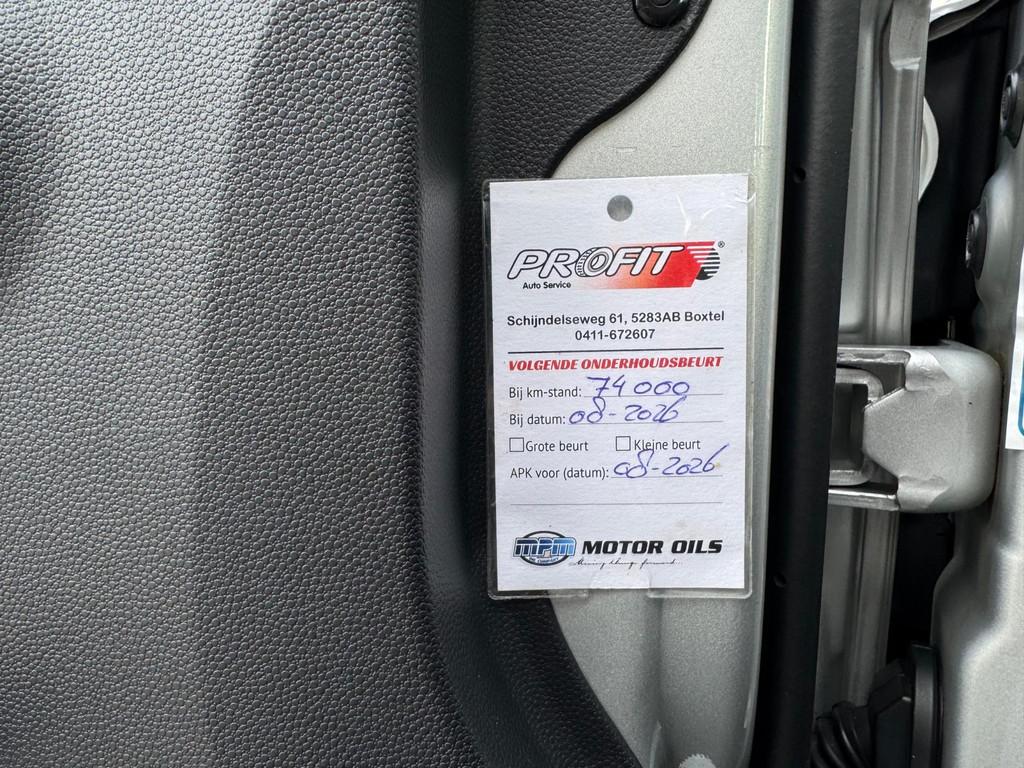 PROFIT®
Auto Service
Schijndelseweg 61, 5283AB Boxtel
0411-672607
VOLGENDE ONDERHOUDSBEURT
Bij km-stand: 74000
Bij datum: 08-2026
Grote beurt Kleine beurt
APK voor (datum): 08-2026
MPM MOTOR OILS